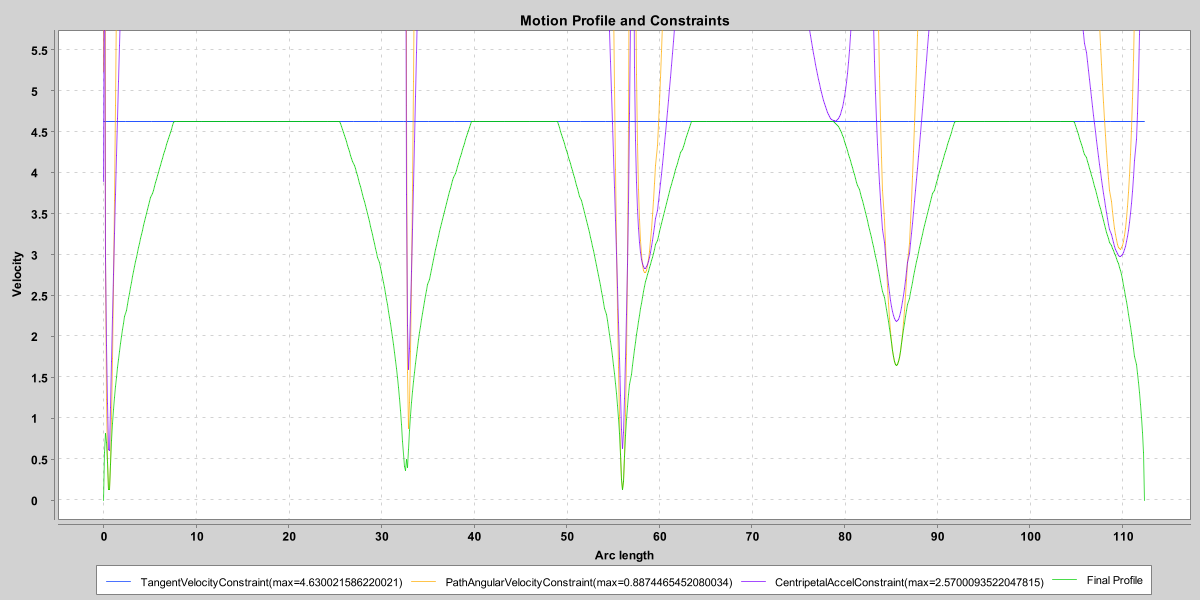 Motion Profile and Constraints
5.5
5
4.5
4
3.5
3
2.5
2
1.5
1
0.5
0
Velocity
0 10 20 30 40 50 60 70 80 90 100 110
Arc length
TangentVelocityConstraint(max=4.630021586220021) PathAngularVelocityConstraint(max=0.8874465452080034) CentripetalAccelConstraint(max=2.5700093522047815) Final Profile